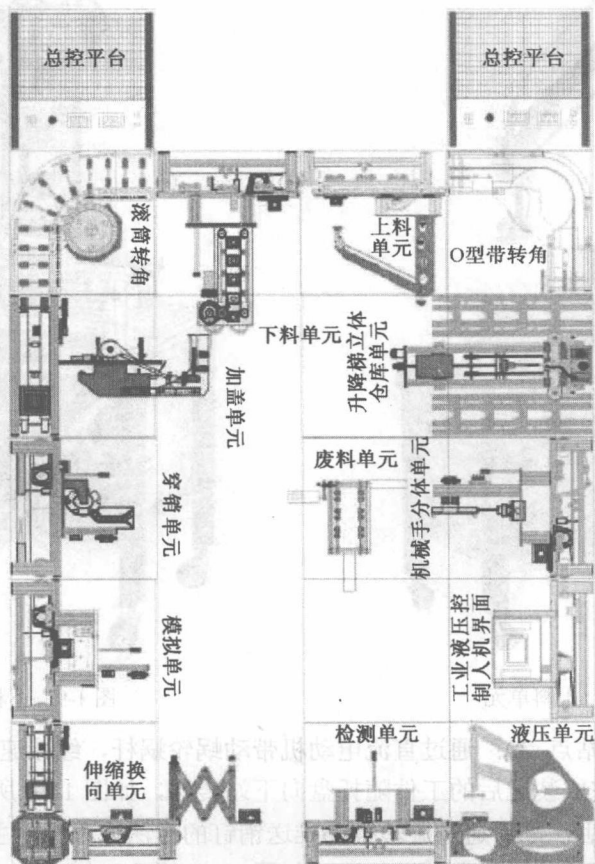 总控平台
总控平台
滚筒转角
上料
单元
O型带转角
下料单元
升降梯立体
仓库单元
加盖单元
废料单元
机械手分体单元
穿销单元
模拟单元
工业液压控
制人机界面
检测单元
液压单元
伸缩换
向单元